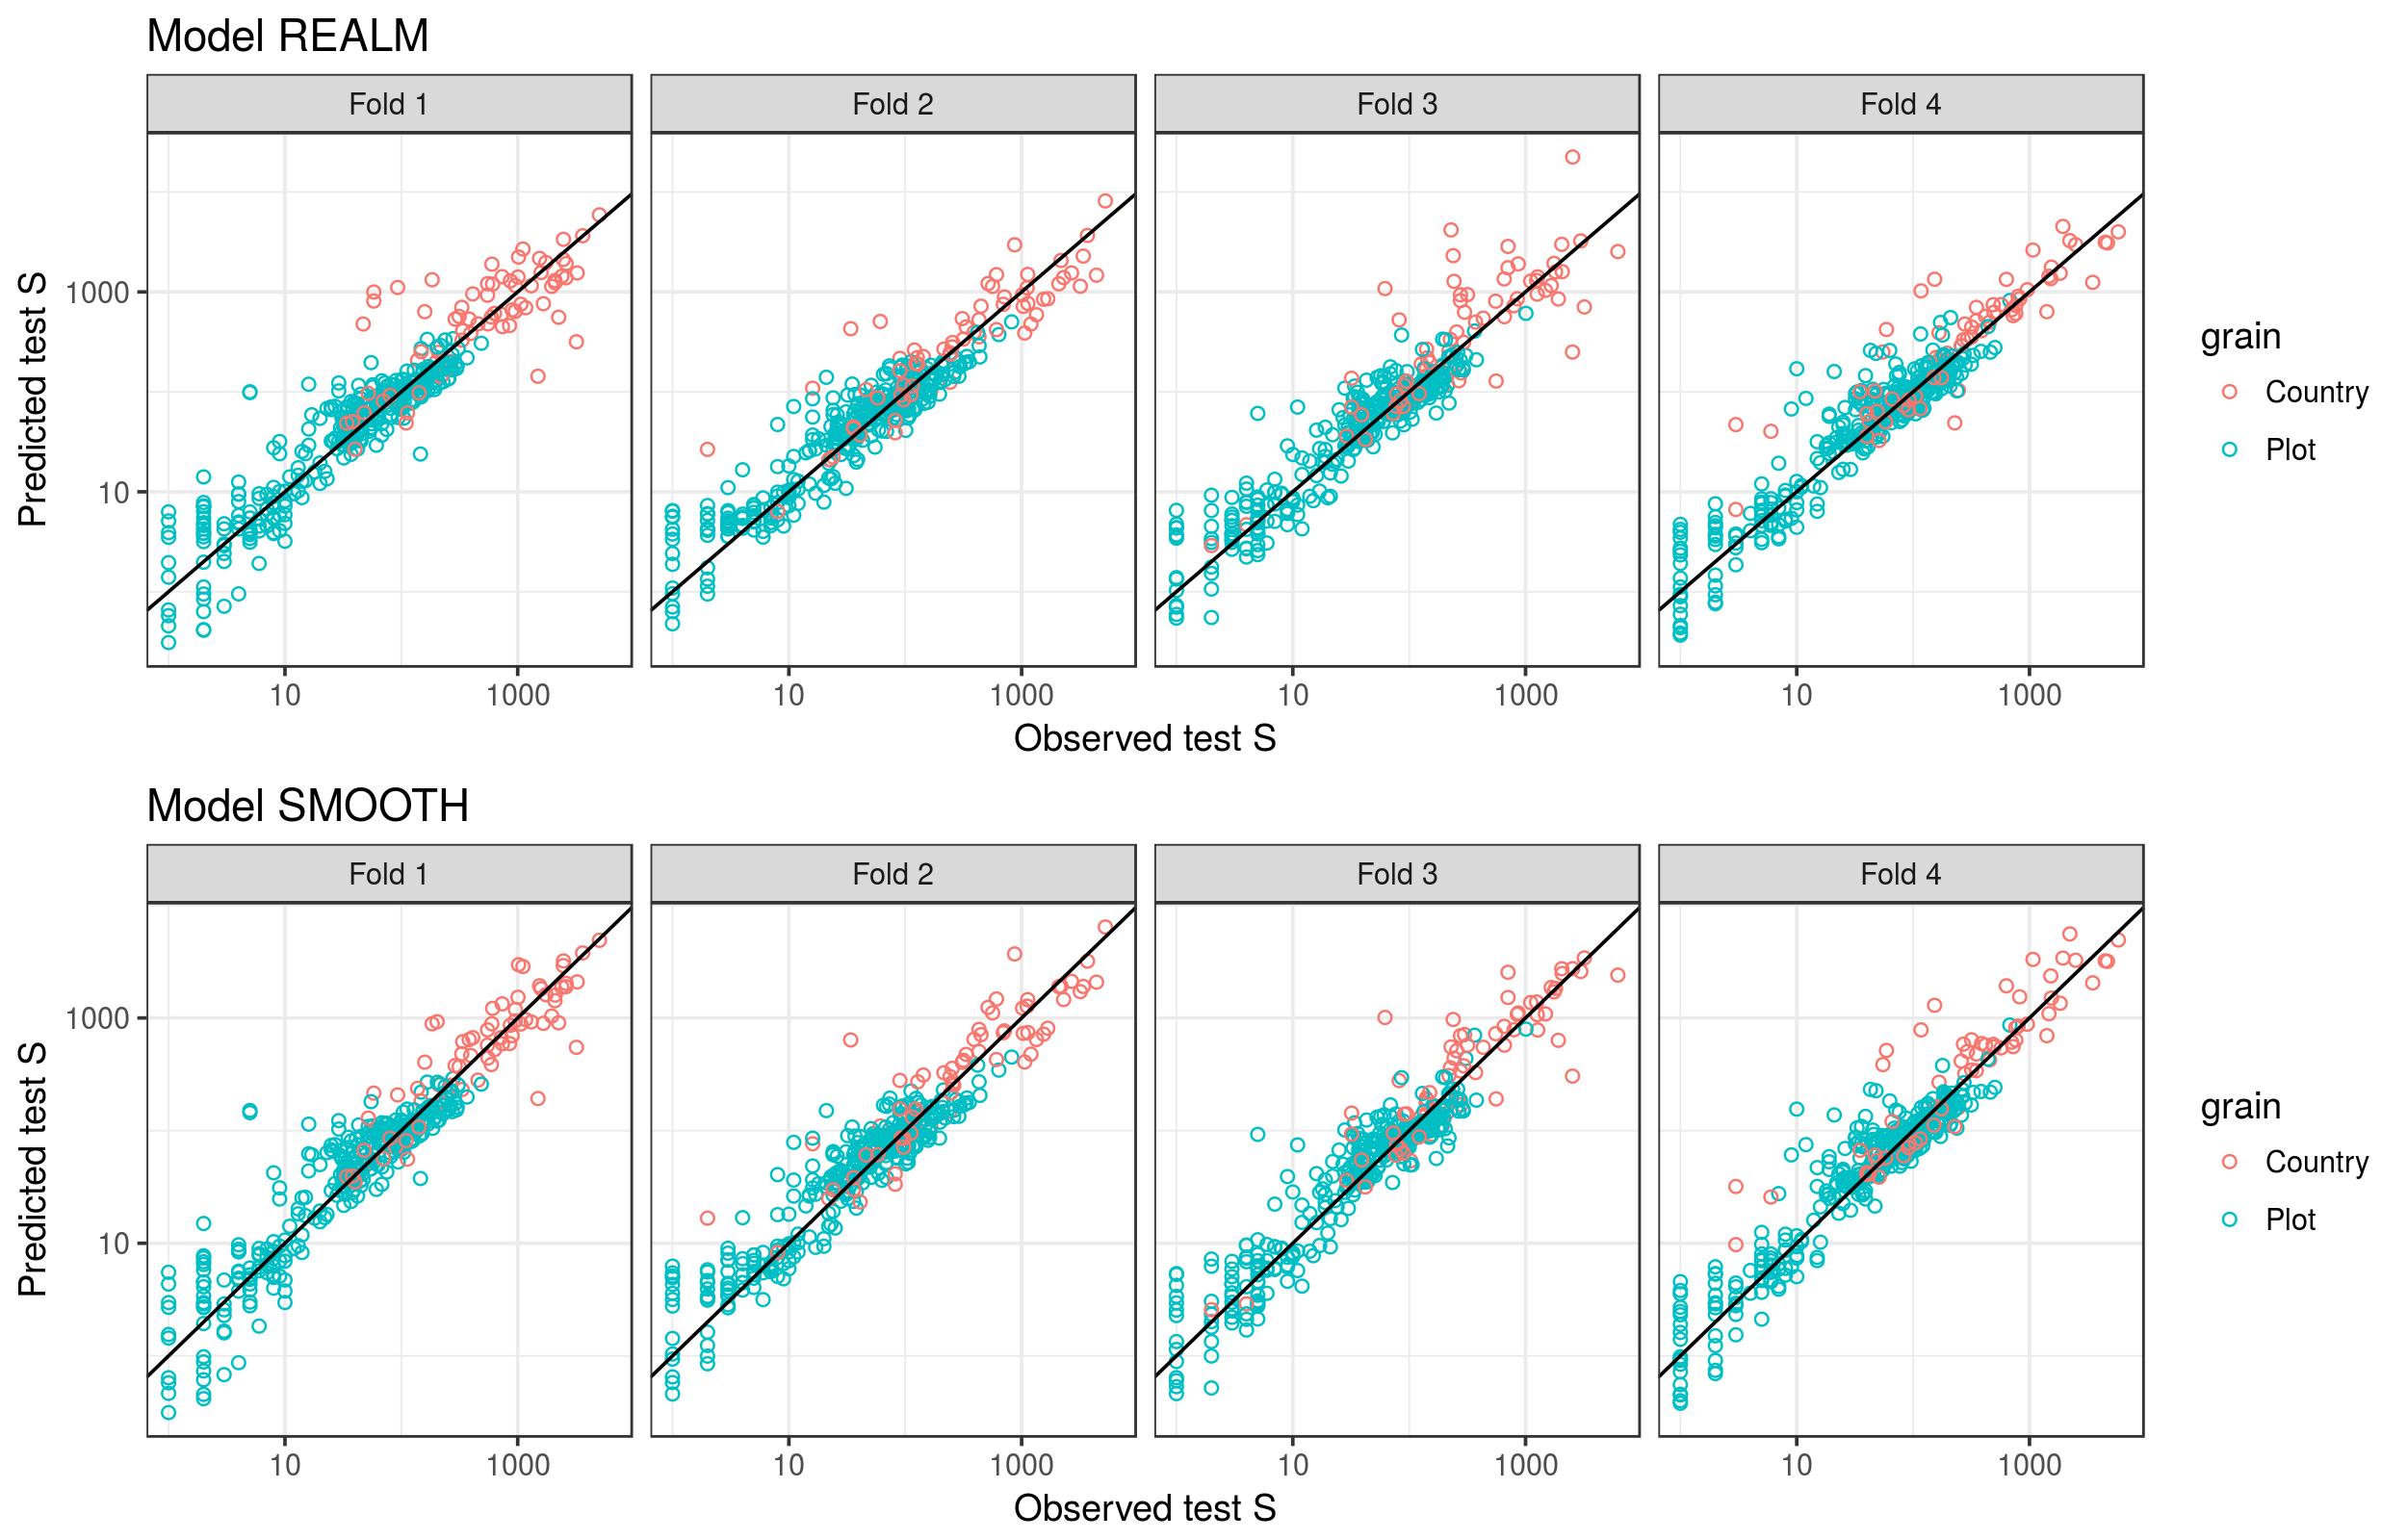 Model REALM
Fold 1 Fold 2 Fold 3 Fold 4
Predicted test S
1000
10
10 1000 10 1000 10 1000 10 1000
Observed test S
grain
Country
Plot
Model SMOOTH
Fold 1 Fold 2 Fold 3 Fold 4
Predicted test S
1000
10
10 1000 10 1000 10 1000 10 1000
Observed test S
grain
Country
Plot